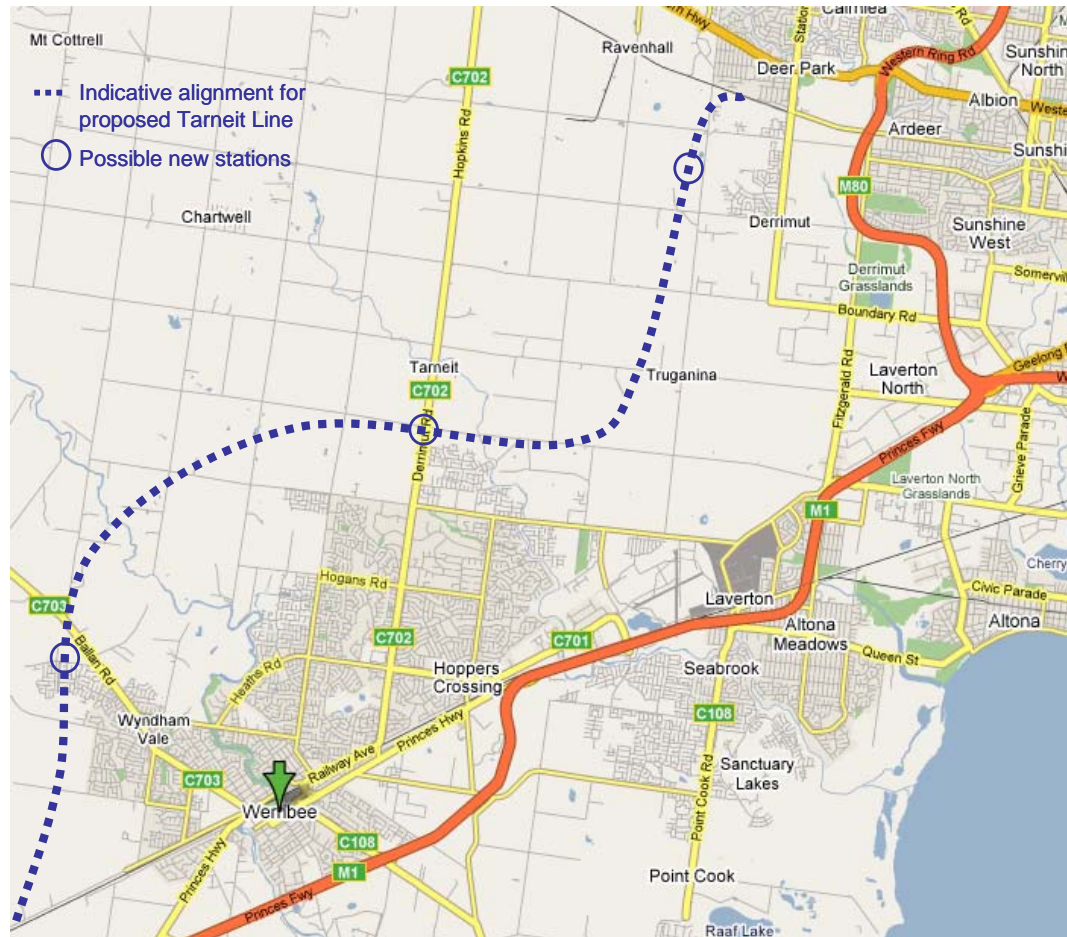 Mt Cottrell
Ravenhall
Cairnlea
Station
Western Ring Rd
Sunshine
North
Deer Park
C702
Indicative alignment for
proposed Tarneit Line
Possible new stations
Albion
Ardeer
Hopkins Rd
M80
Chartwell
Derrimut
Sunshine
West
Derrimut
Grasslands
Boundary Rd
Tarneit
C702
Truganina
Laverton
North
Fitzgerald Rd
Derrimut Rd
Princes Fwy
Grieve Parade
Laverton North
Grasslands
M1
Hogans Rd
C703
Ballan Rd
C702
C701
Laverton
Altona
Meadows
Civic Parade
Altona
Heaths Rd
Hoppers
Crossing
Seabrook
Queen St
Wyndham
Vale
Princes Hwy
C108
Railway Ave
C703
Sanctuary
Lakes
Werribee
Point Cook Rd
C108
Princes Hwy
M1
Point Cook
Princes Fwy
Raaf Lake